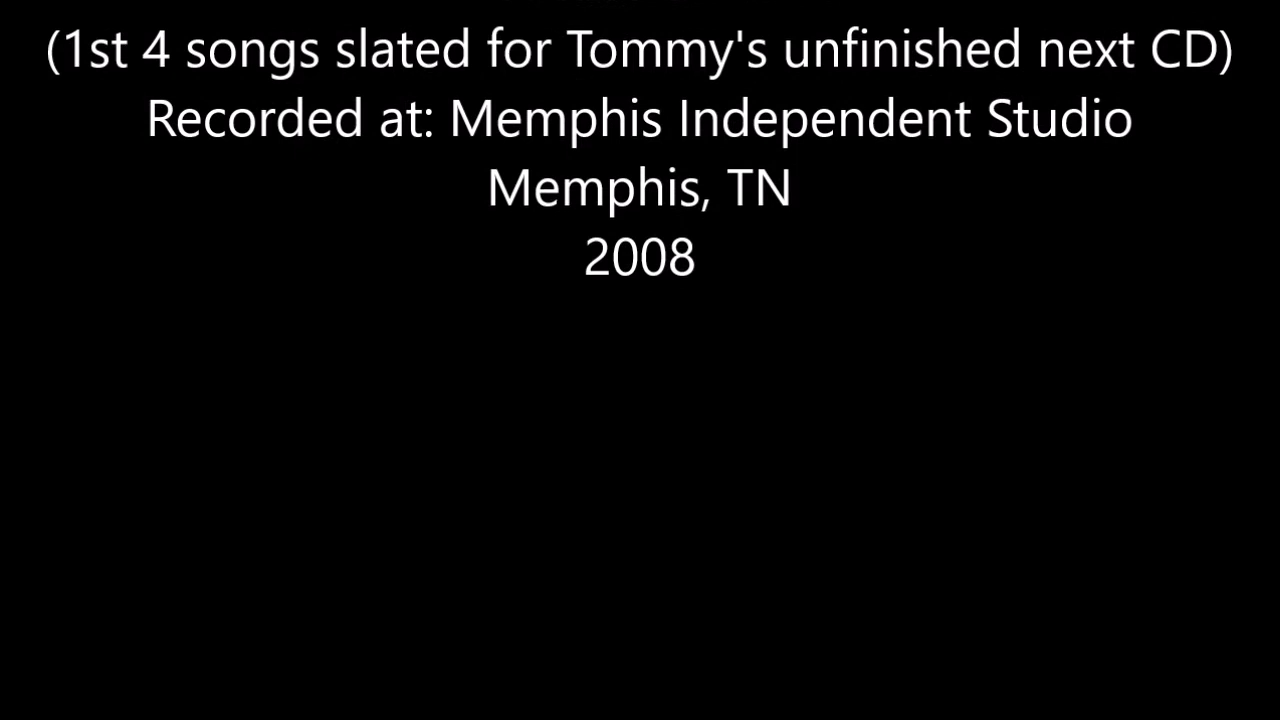 (1st 4 songs slated for Tommy's unfinished next CD)
Recorded at: Memphis Independent Studio
Memphis, TN
2008